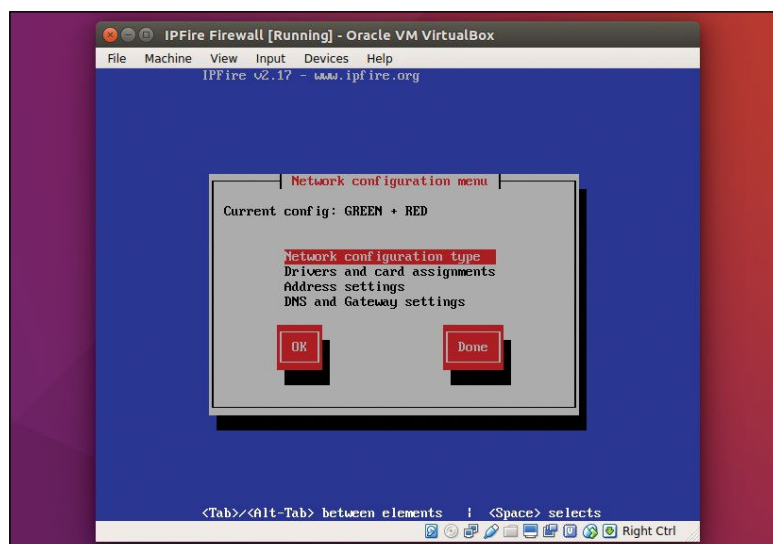 IPFire Firewall [Running] - Oracle VM VirtualBox
File Machine View Input Devices Help
IPFire v2.17 - www.ipfire.org
Network configuration menu
Current config: GREEN + RED
Network configuration type
Drivers and card assignments
Address settings
DNS and Gateway settings
OK Done
<Tab>/<Alt-Tab> between elements | <Space> selects
Right Ctrl